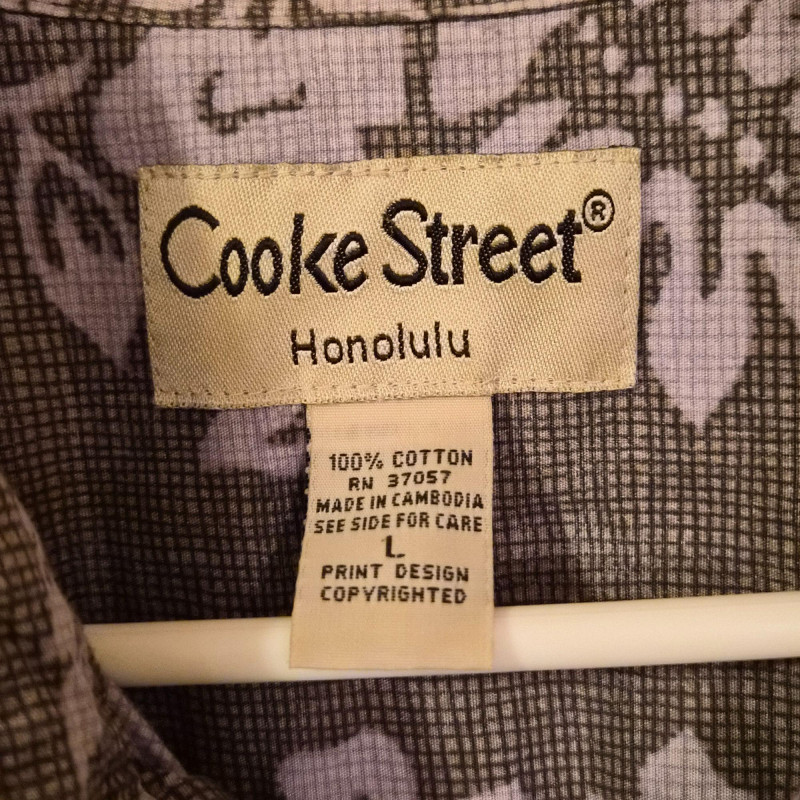 Cooke Street®
Honolulu
100% COTTON
RN 37057
MADE IN CAMBODIA
SEE SIDE FOR CARE
L
PRINT DESIGN
COPYRIGHTED